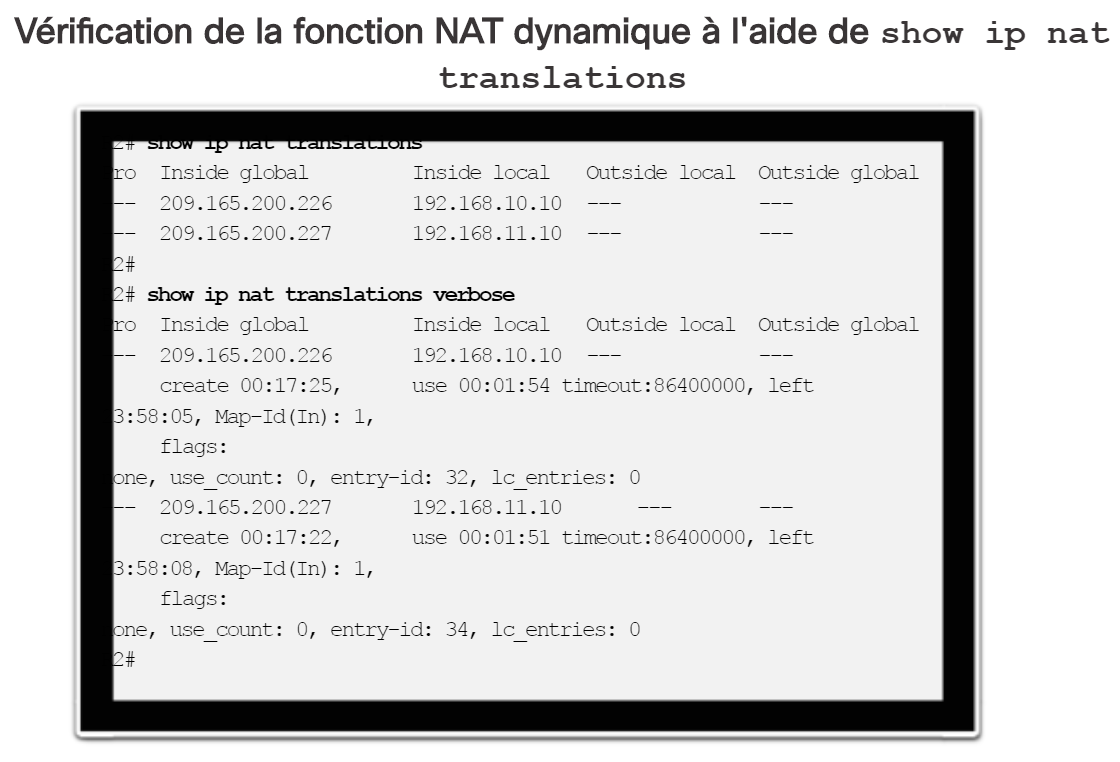 Vérification de la fonction NAT dynamique à l'aide de show ip nat
translations
2# show ip nat translations
ro Inside global Inside local Outside local Outside global
-- 209.165.200.226 192.168.10.10 --- ---
-- 209.165.200.227 192.168.11.10 --- ---
2#
2# show ip nat translations verbose
ro Inside global Inside local Outside local Outside global
-- 209.165.200.226 192.168.10.10 --- ---
create 00:17:25, use 00:01:54 timeout:86400000, left
3:58:05, Map-Id(In): 1,
flags:
one, use_count: 0, entry-id: 32, lc_entries: 0
-- 209.165.200.227 192.168.11.10 --- ---
create 00:17:22, use 00:01:51 timeout:86400000, left
3:58:08, Map-Id(In): 1,
flags:
one, use_count: 0, entry-id: 34, lc_entries: 0
2#